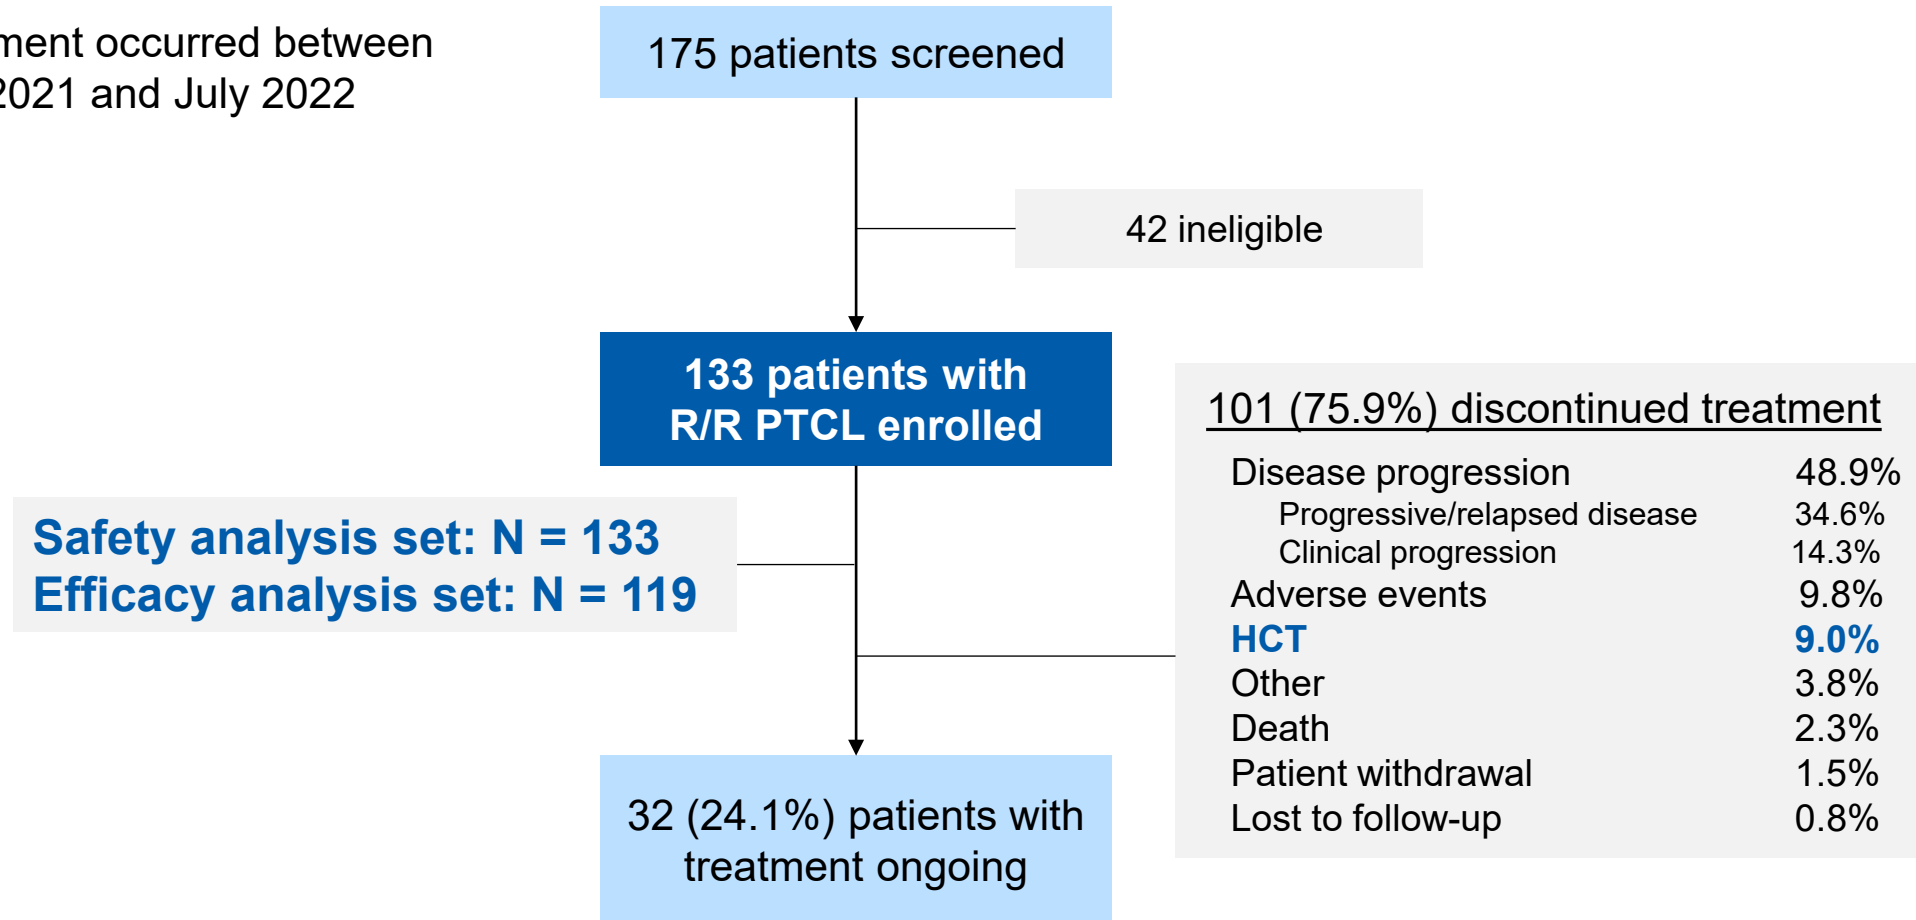 occurred between
2021 and July 2022
175 patients screened
42 ineligible
133 patients with
R/R PTCL enrolled
Safety analysis set: N = 133
Efficacy analysis set: N = 119
101 (75.9%) discontinued treatment
Disease progression 48.9%
Progressive/relapsed disease 34.6%
Clinical progression 14.3%
Adverse events 9.8%
HCT 9.0%
Other 3.8%
Death 2.3%
Patient withdrawal 1.5%
Lost to follow-up 0.8%
32 (24.1%) patients with
treatment ongoing